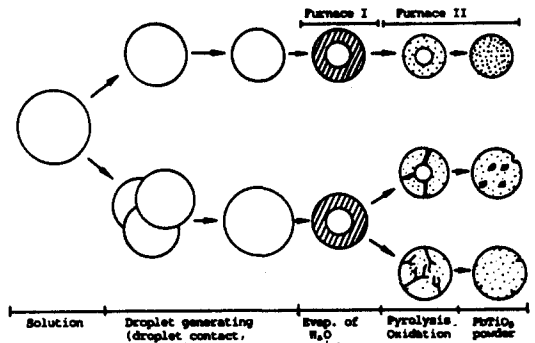 Furnace I
Furnace II
Solution
Droplet generating
(droplet contact,
Evap. of
H₂O
Pyrolysis
Oxidation
PbTiO₃
powder